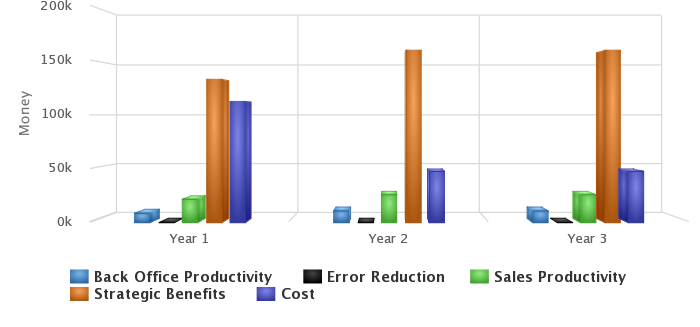 200k
150k
100k
50k
0k
Money
Year 1 Year 2 Year 3
Back Office Productivity Error Reduction Sales Productivity
Strategic Benefits Cost